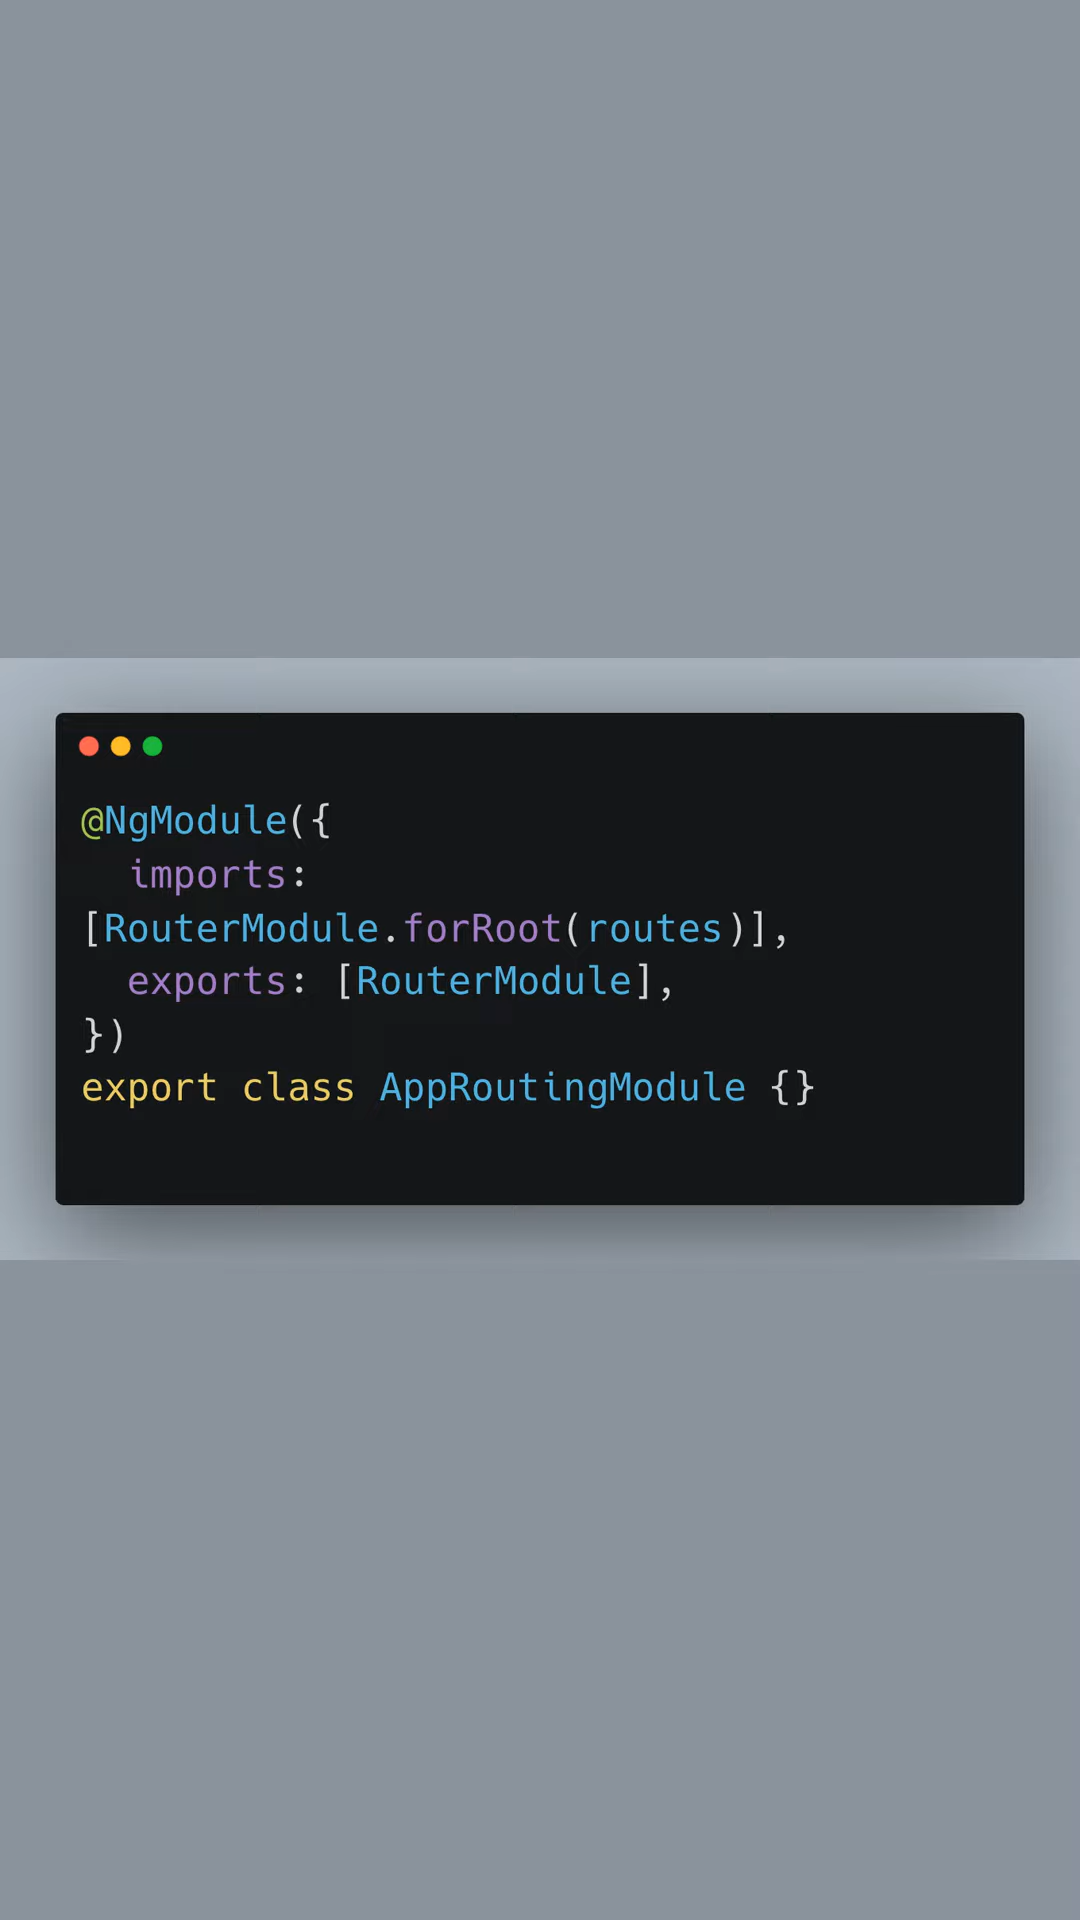 @NgModule({
  imports:
[RouterModule.forRoot(routes)],
  exports: [RouterModule],
})
export class AppRoutingModule {}